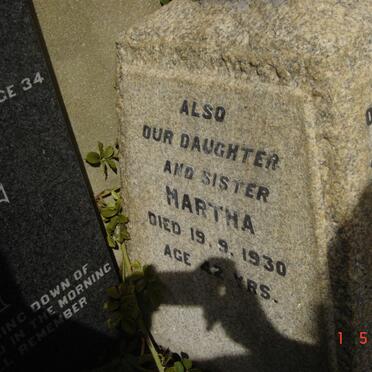 CE 34
ALSO
OUR DAUGHTER
AND SISTER
MARTHA
DIED 19. 9. 1930
AGE 42 YRS.
DOWN OF
IN THE MORNING
REMEMBER
1 5